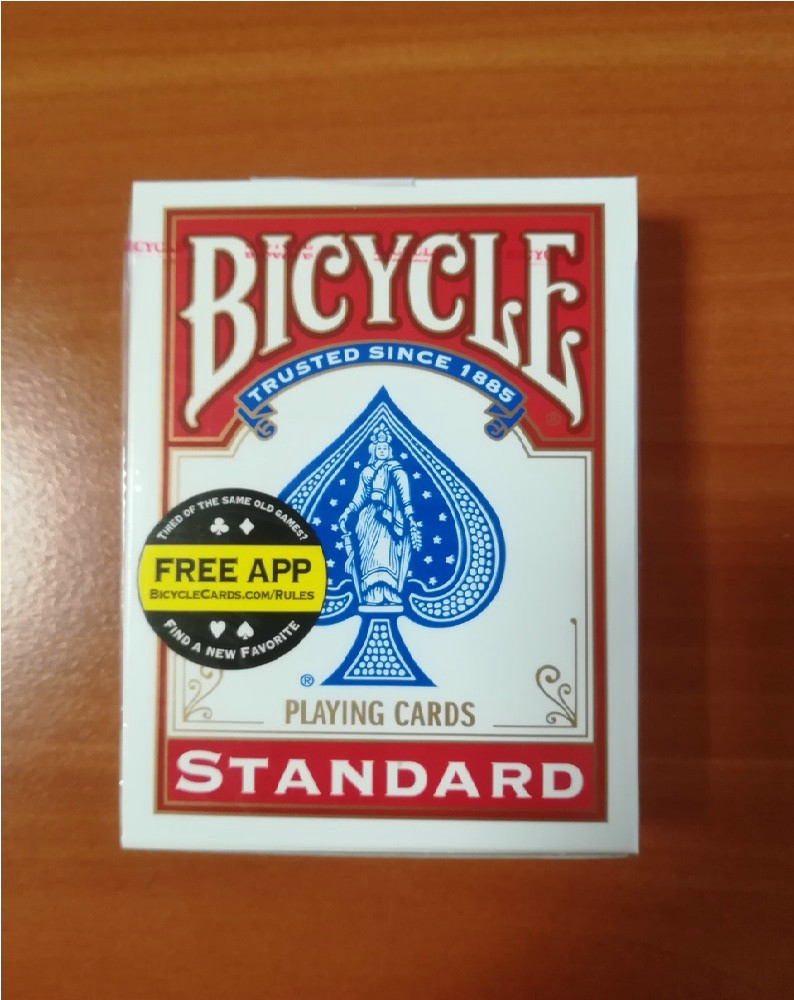 BICYCLE
TRUSTED SINCE 1885
®
TIRED OF THE SAME OLD GAMES?
FREE APP
BICYCLECARDS.COM/RULES
FIND A NEW FAVORITE
®
PLAYING CARDS
STANDARD